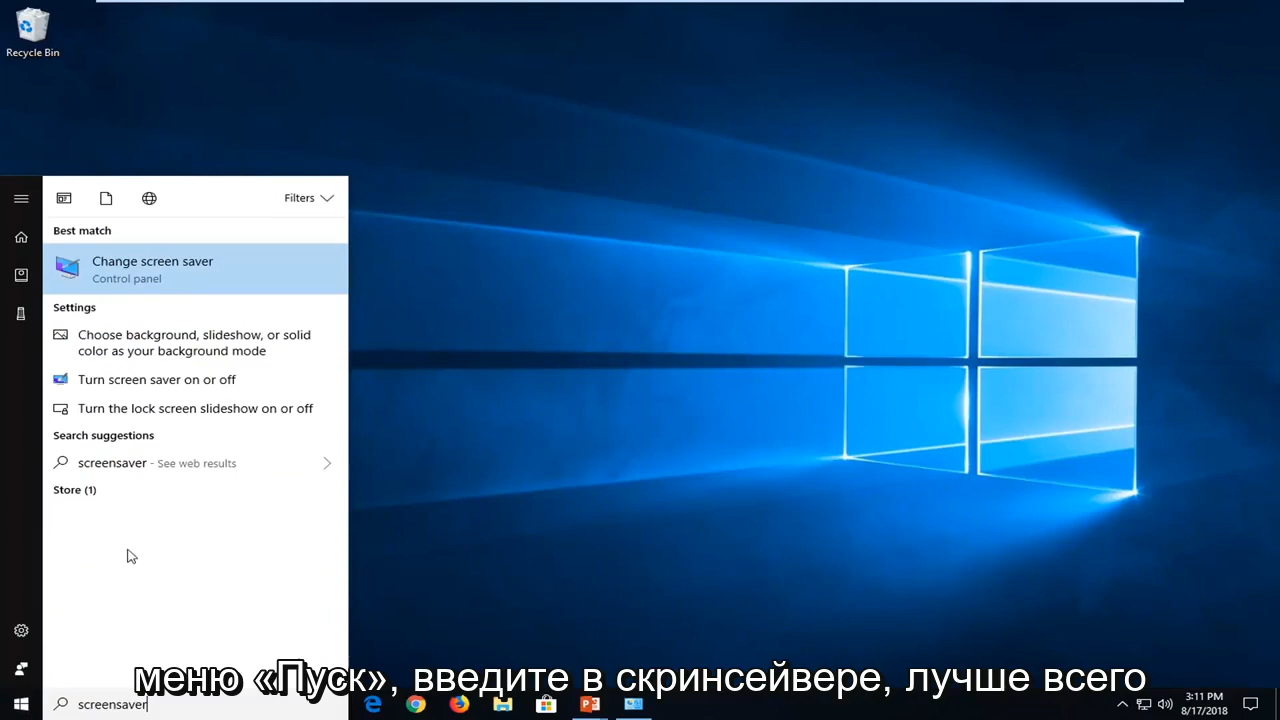 Recycle Bin
Filters
Best match
Change screen saver
Control panel
Settings
Choose background, slideshow, or solid
color as your background mode
Turn screen saver on or off
Turn the lock screen slideshow on or off
Search suggestions
screensaver - See web results
Store (1)
меню «Пуск», введите в скринсейвере, лучше всего
screensaver
3:11 PM
8/17/2018